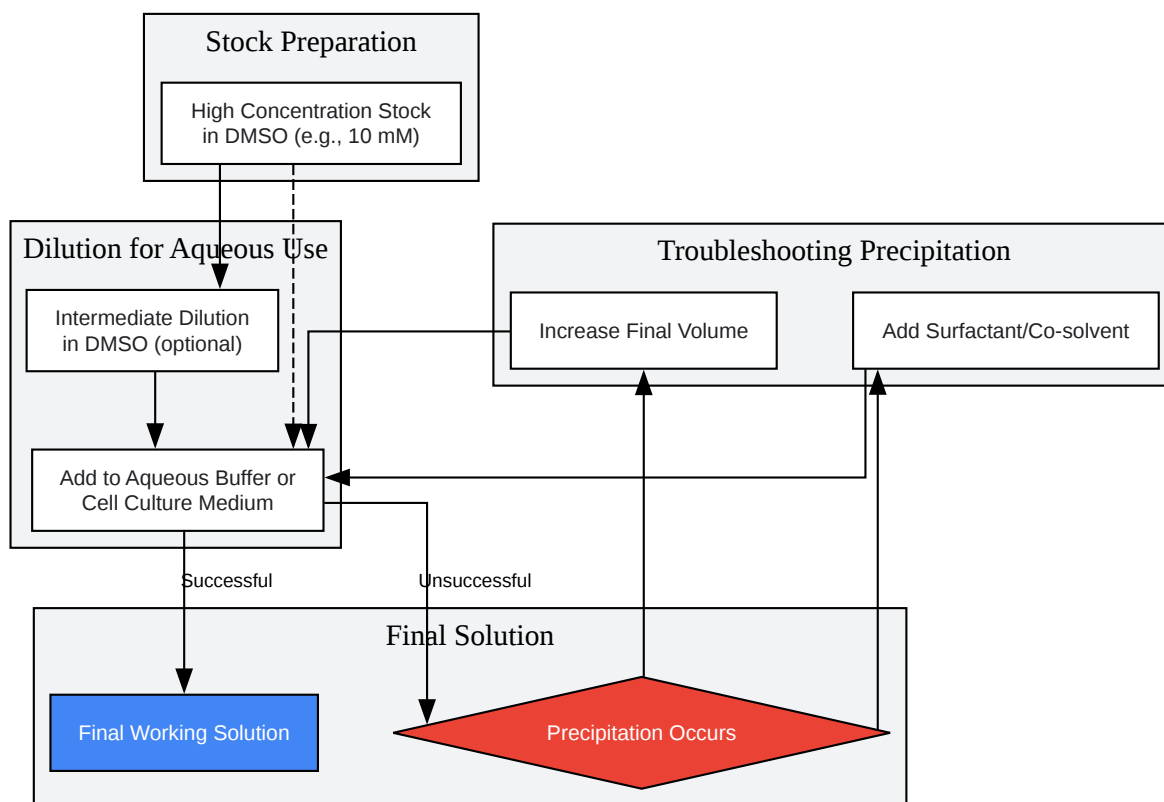 Stock Preparation
High Concentration Stock
in DMSO (e.g., 10 mM)
Dilution for Aqueous Use
Intermediate Dilution
in DMSO (optional)
Add to Aqueous Buffer or
Cell Culture Medium
Troubleshooting Precipitation
Increase Final Volume
Add Surfactant/Co-solvent
Successful
Unsuccessful
Final Solution
Final Working Solution
Precipitation Occurs